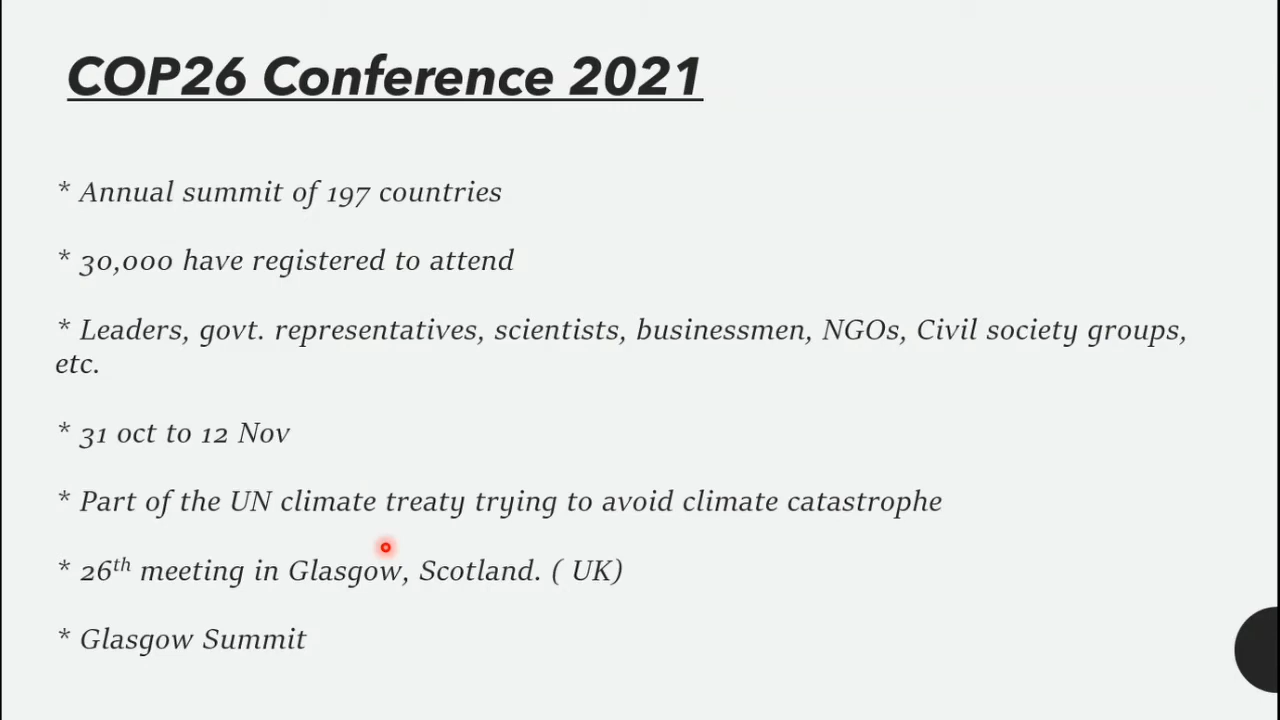 COP26 Conference 2021
* Annual summit of 197 countries
* 30,000 have registered to attend
* Leaders, govt. representatives, scientists, businessmen, NGOs, Civil society groups,
etc.
* 31 oct to 12 Nov
* Part of the UN climate treaty trying to avoid climate catastrophe
* 26th meeting in Glasgow, Scotland. ( UK)
* Glasgow Summit